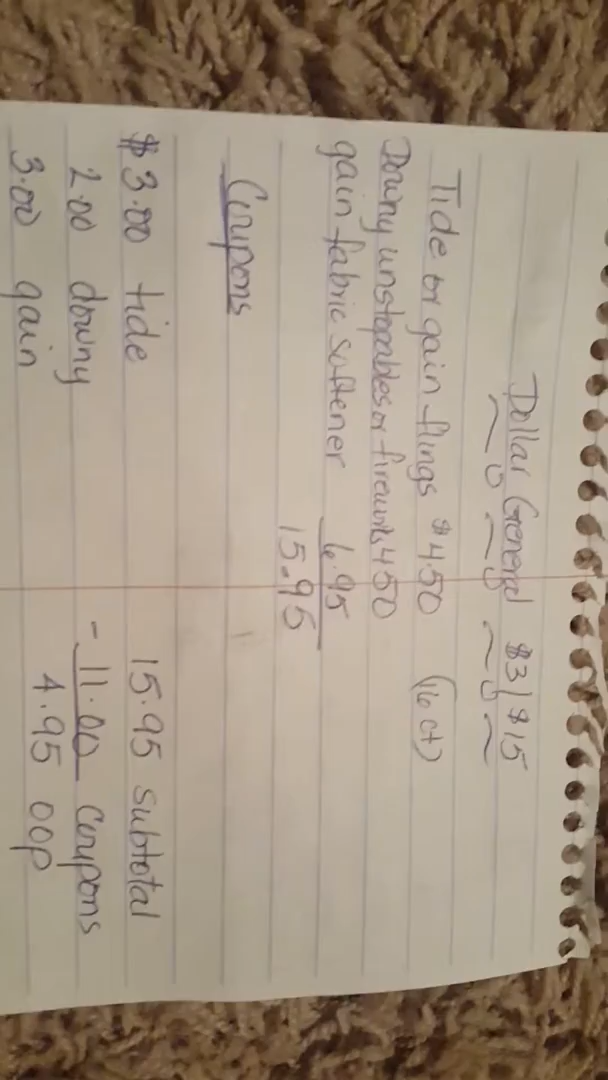 Dollar General $3/$15
Tide or gain flings $4.50 (16 ct)
Downy unstopables or fireworks 4.50
gain fabric softener 6.95
15.95
Coupons
$3.00 tide
2.00 downy
3.00 gain
15.95 subtotal
- 11.00 coupons
4.95 OOP